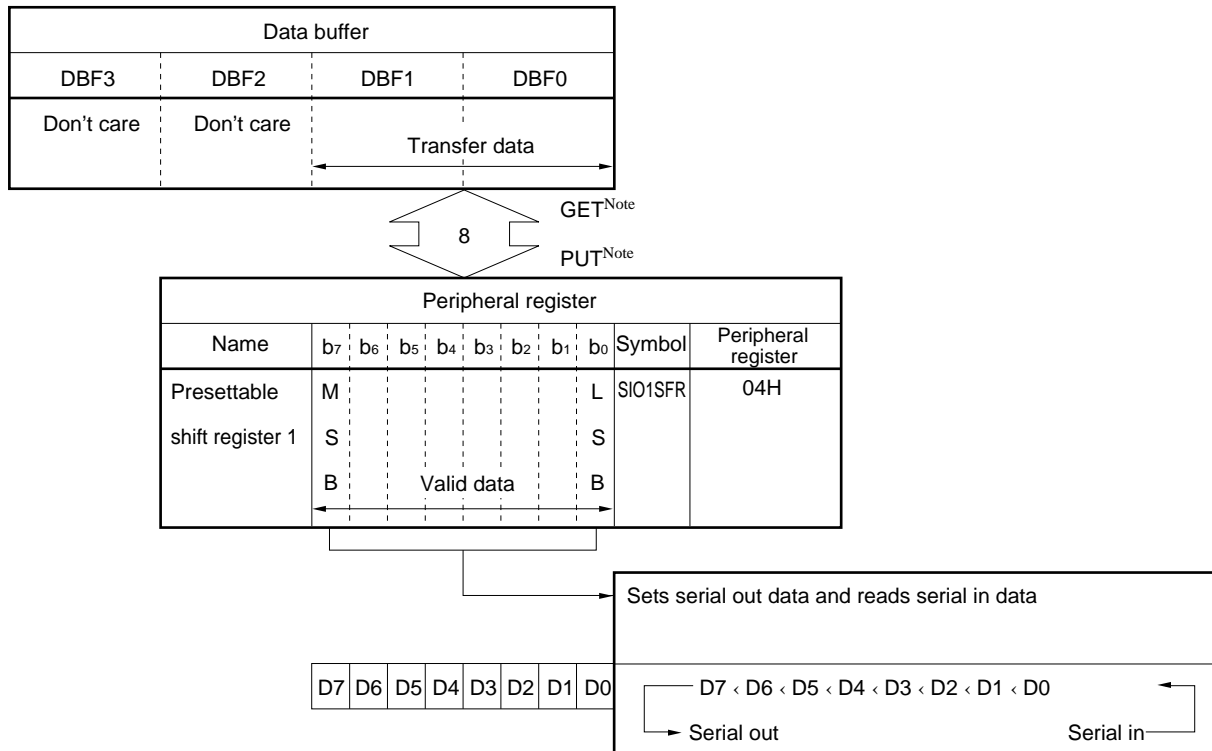 Data buffer
DBF3 DBF2 DBF1 DBF0
Don't care Don't care
Transfer data
GETNote
8
PUTNote
Peripheral register
Name b7 b6 b5 b4 b3 b2 b1 b0 Symbol Peripheral register
Presettable M L SIO1SFR 04H
shift register 1 S S
B Valid data B
Sets serial out data and reads serial in data
D7 D6 D5 D4 D3 D2 D1 D0
D7 ‹ D6 ‹ D5 ‹ D4 ‹ D3 ‹ D2 ‹ D1 ‹ D0
Serial out Serial in